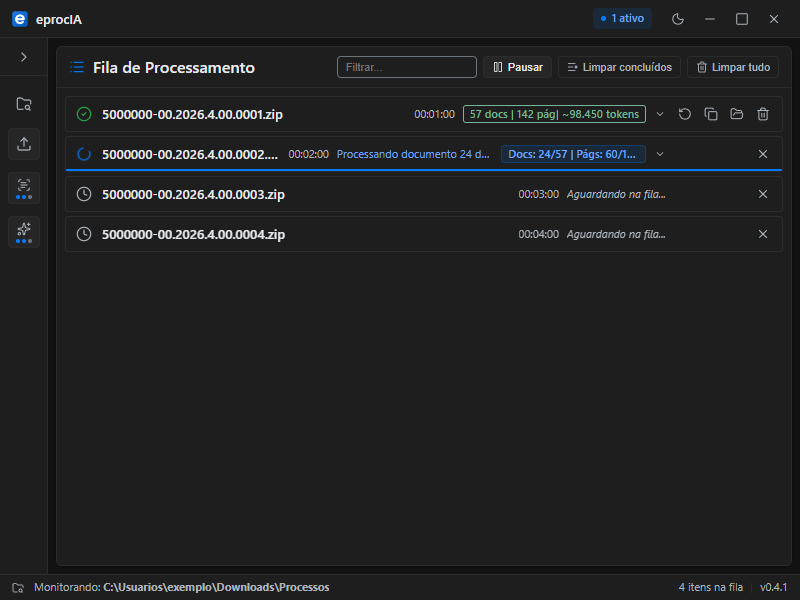 e eprocIA
1 ativo
Fila de Processamento
Filtrar...
Pausar
Limpar concluídos
Limpar tudo
5000000-00.2026.4.00.0001.zip 00:01:00 57 docs | 142 pág| ~98.450 tokens
5000000-00.2026.4.00.0002.... 00:02:00 Processando documento 24 d... Docs: 24/57 | Págs: 60/1...
5000000-00.2026.4.00.0003.zip 00:03:00 Aguardando na fila...
5000000-00.2026.4.00.0004.zip 00:04:00 Aguardando na fila...
Monitorando: C:\Usuarios\exemplo\Downloads\Processos
4 itens na fila
v0.4.1